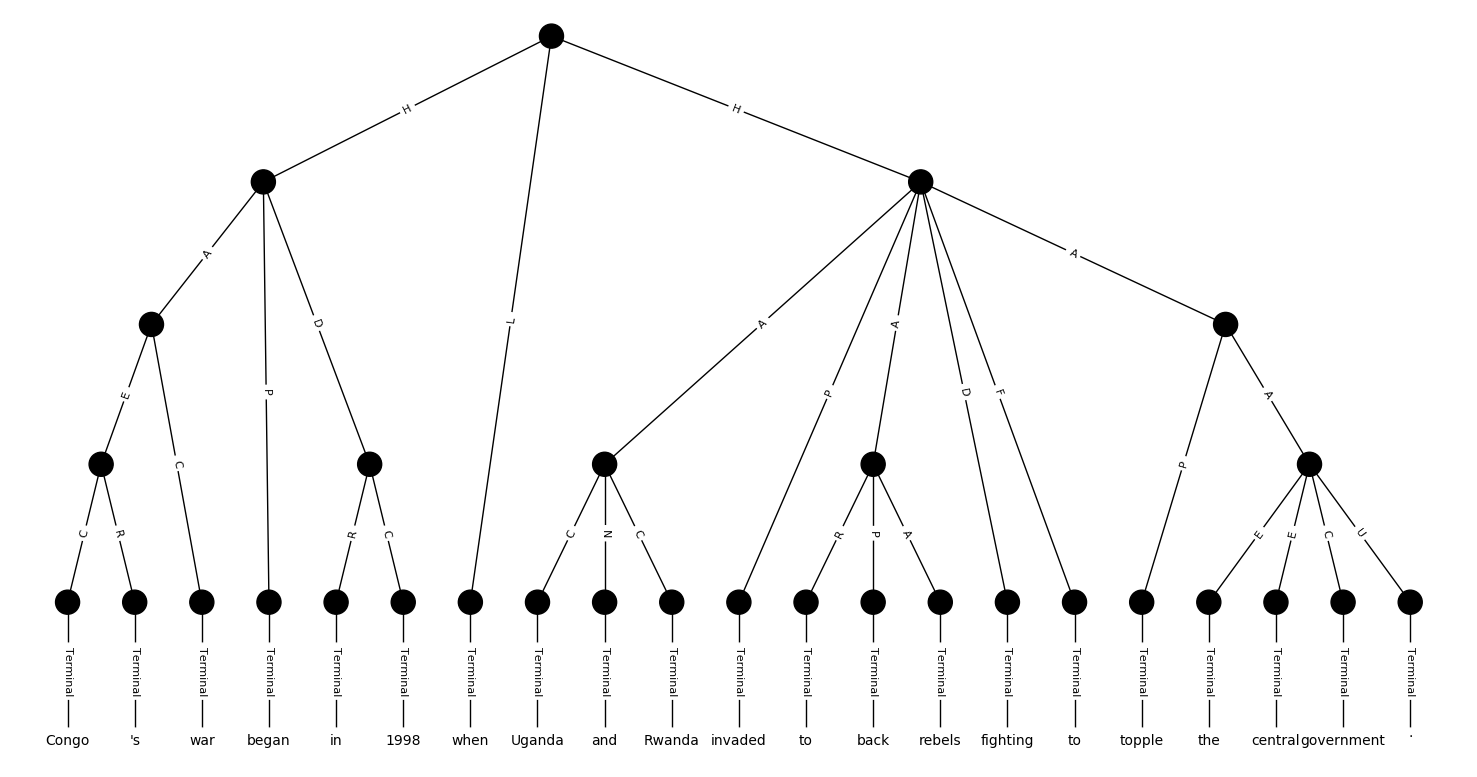 H H
A A
D L A P A P D F
E C P A
C R R C C N C R P A E E C U
Terminal Terminal Terminal Terminal Terminal Terminal Terminal Terminal Terminal Terminal Terminal Terminal Terminal Terminal Terminal Terminal Terminal Terminal Terminal Terminal Terminal
Congo 's war began in 1998 when Uganda and Rwanda invaded to back rebels fighting to topple the central government .